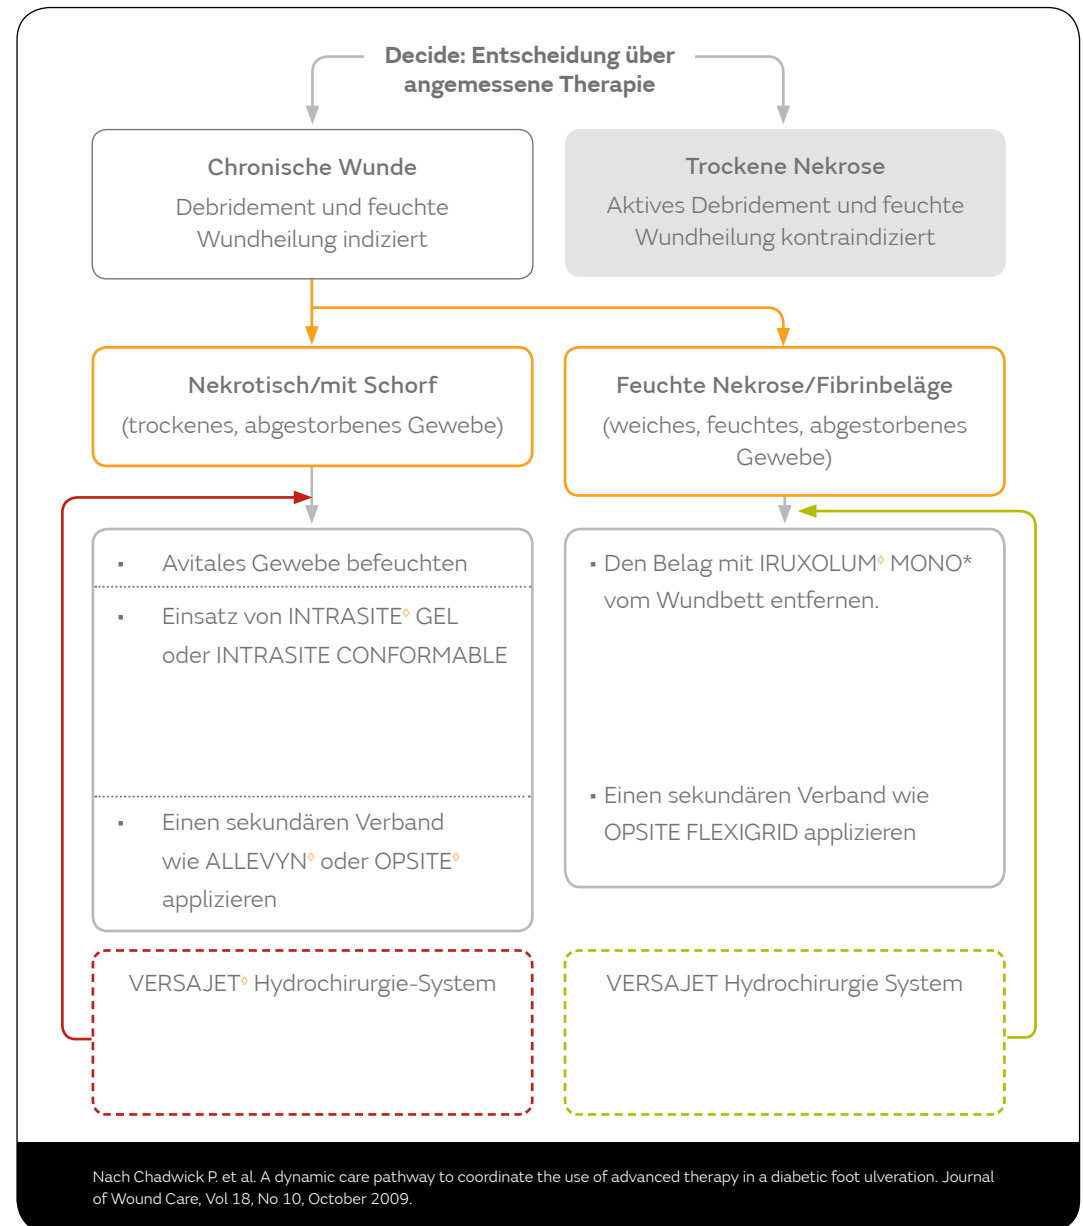 Decide: Entscheidung über
angemessene Therapie
Chronische Wunde
Debridement und feuchte
Wundheilung indiziert
Trockene Nekrose
Aktives Debridement und feuchte
Wundheilung kontraindiziert
Nekrotisch/mit Schorf
(trockenes, abgestorbenes Gewebe)
Feuchte Nekrose/Fibrinbeläge
(weiches, feuchtes, abgestorbenes
Gewebe)
▪ Avitales Gewebe befeuchten
▪ Einsatz von INTRASITE◊ GEL
oder INTRASITE CONFORMABLE
▪ Einen sekundären Verband
wie ALLEVYN◊ oder OPSITE◊
applizieren
▪ Den Belag mit IRUXOLUM◊ MONO*
vom Wundbett entfernen.
▪ Einen sekundären Verband wie
OPSITE FLEXIGRID applizieren
VERSAJET◊ Hydrochirurgie-System
VERSAJET Hydrochirurgie System
Nach Chadwick P. et al. A dynamic care pathway to coordinate the use of advanced therapy in a diabetic foot ulveration. Journal
of Wound Care, Vol 18, No 10, October 2009.